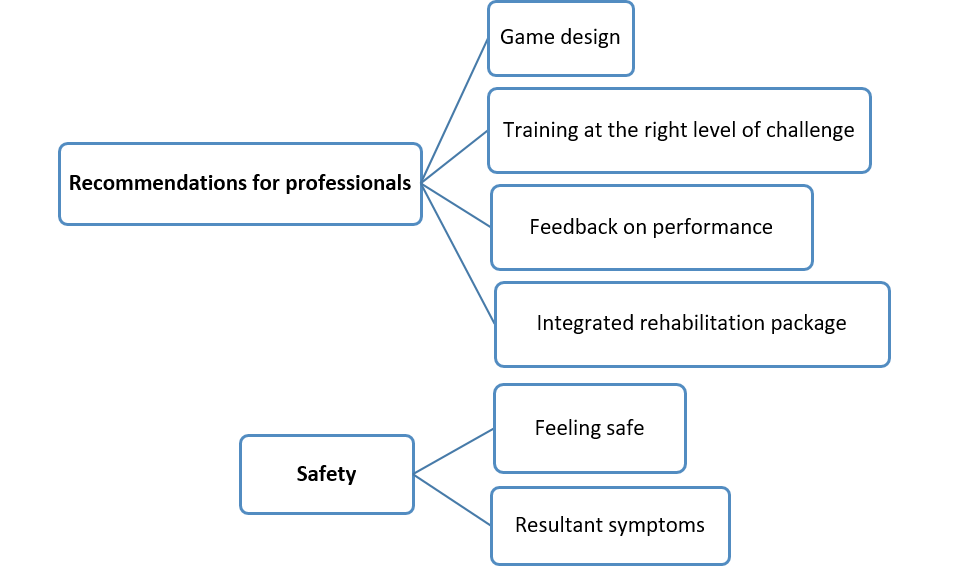 Recommendations for professionals
Game design
Training at the right level of challenge
Feedback on performance
Integrated rehabilitation package
Safety
Feeling safe
Resultant symptoms